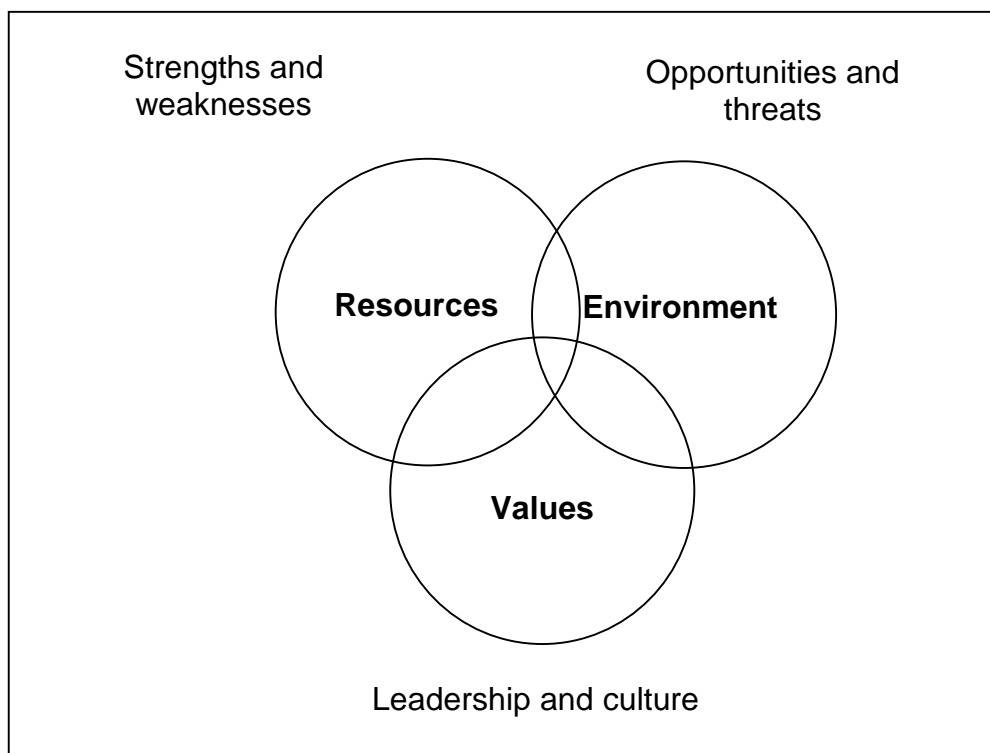 Strengths and
weaknesses
Opportunities and
threats
Resources
Environment
Values
Leadership and culture